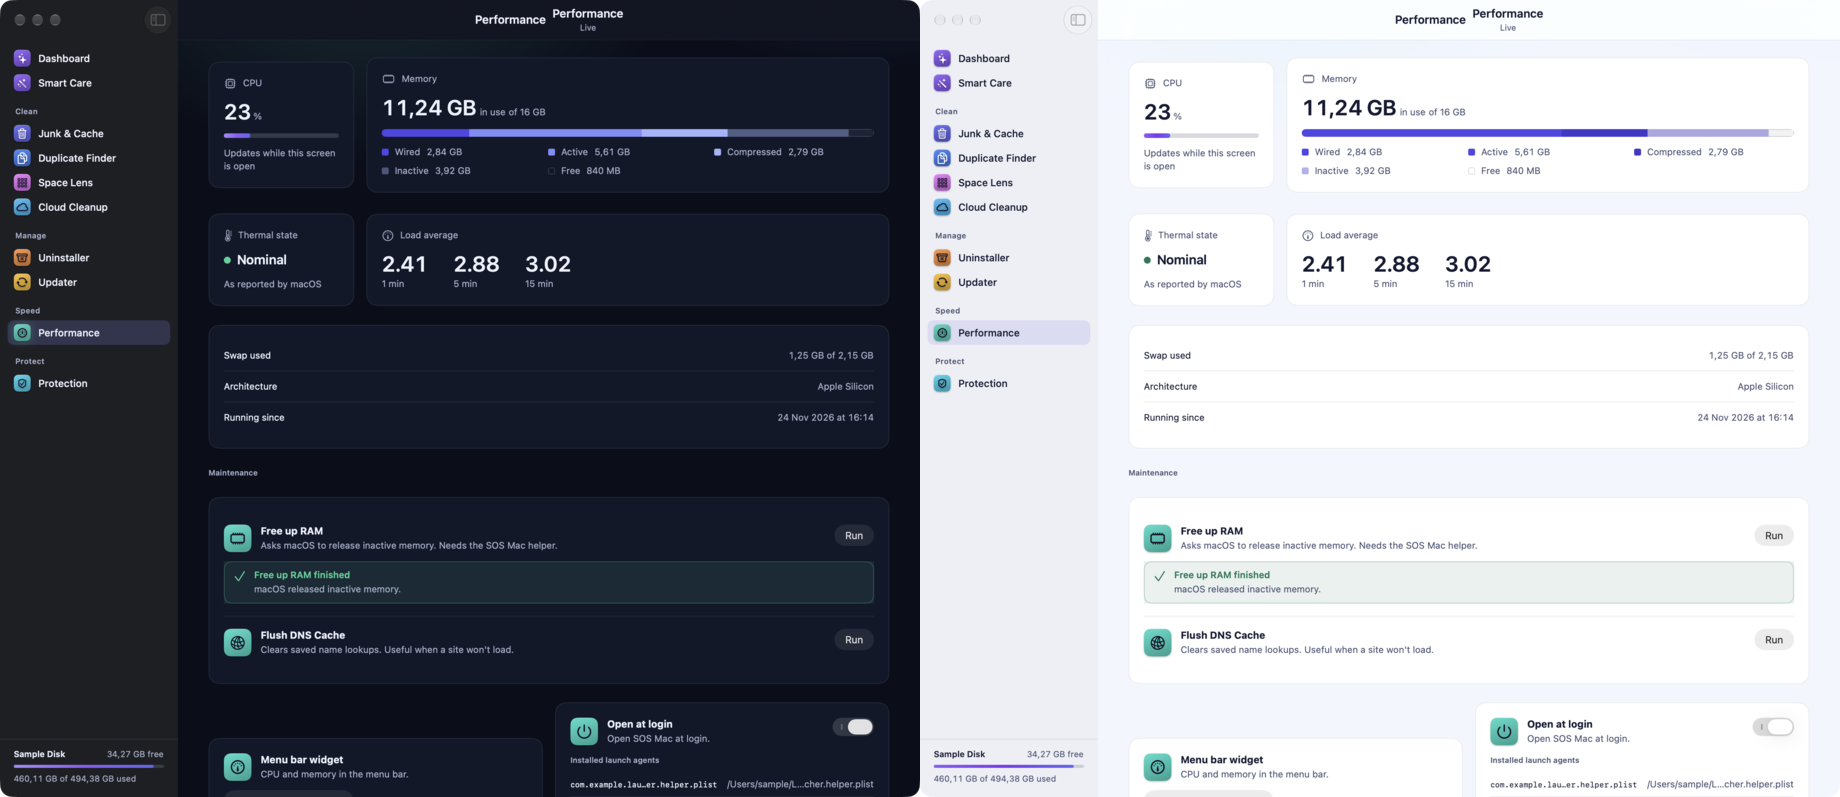 Performance Performance
Live
Dashboard
Smart Care
Clean
Junk & Cache
Duplicate Finder
Space Lens
Cloud Cleanup
Manage
Uninstaller
Updater
Speed
Performance
Protect
Protection
Sample Disk 34,27 GB free
460,11 GB of 494,38 GB used
CPU
23 %
Updates while this screen
is open
Memory
11,24 GB in use of 16 GB
Wired 2,84 GB Active 5,61 GB Compressed 2,79 GB
Inactive 3,92 GB Free 840 MB
Thermal state
Nominal
As reported by macOS
Load average
2.41 2.88 3.02
1 min 5 min 15 min
Swap used 1,25 GB of 2,15 GB
Architecture Apple Silicon
Running since 24 Nov 2026 at 16:14
Maintenance
Free up RAM
Asks macOS to release inactive memory. Needs the SOS Mac helper.
Run
Free up RAM finished
macOS released inactive memory.
Flush DNS Cache
Clears saved name lookups. Useful when a site won't load.
Run
Menu bar widget
CPU and memory in the menu bar.
Open at login
Open SOS Mac at login.
Installed launch agents
com.example.lau…er.helper.plist /Users/sample/L…cher.helper.plist
Performance Performance
Live
Dashboard
Smart Care
Clean
Junk & Cache
Duplicate Finder
Space Lens
Cloud Cleanup
Manage
Uninstaller
Updater
Speed
Performance
Protect
Protection
Sample Disk 34,27 GB free
460,11 GB of 494,38 GB used
CPU
23 %
Updates while this screen
is open
Memory
11,24 GB in use of 16 GB
Wired 2,84 GB Active 5,61 GB Compressed 2,79 GB
Inactive 3,92 GB Free 840 MB
Thermal state
Nominal
As reported by macOS
Load average
2.41 2.88 3.02
1 min 5 min 15 min
Swap used 1,25 GB of 2,15 GB
Architecture Apple Silicon
Running since 24 Nov 2026 at 16:14
Maintenance
Free up RAM
Asks macOS to release inactive memory. Needs the SOS Mac helper.
Run
Free up RAM finished
macOS released inactive memory.
Flush DNS Cache
Clears saved name lookups. Useful when a site won't load.
Run
Menu bar widget
CPU and memory in the menu bar.
Open at login
Open SOS Mac at login.
Installed launch agents
com.example.lau…er.helper.plist /Users/sample/L…cher.helper.plist